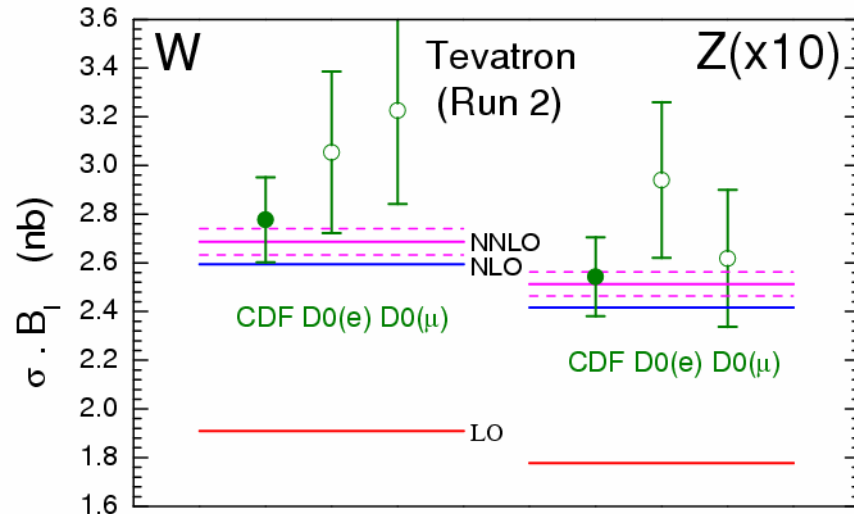 W
Tevatron
(Run 2)
Z(x10)
σ . B_l (nb)
3.6
3.4
3.2
3.0
2.8
2.6
2.4
2.2
2.0
1.8
1.6
NNLO
NLO
CDF D0(e) D0(μ)
CDF D0(e) D0(μ)
LO